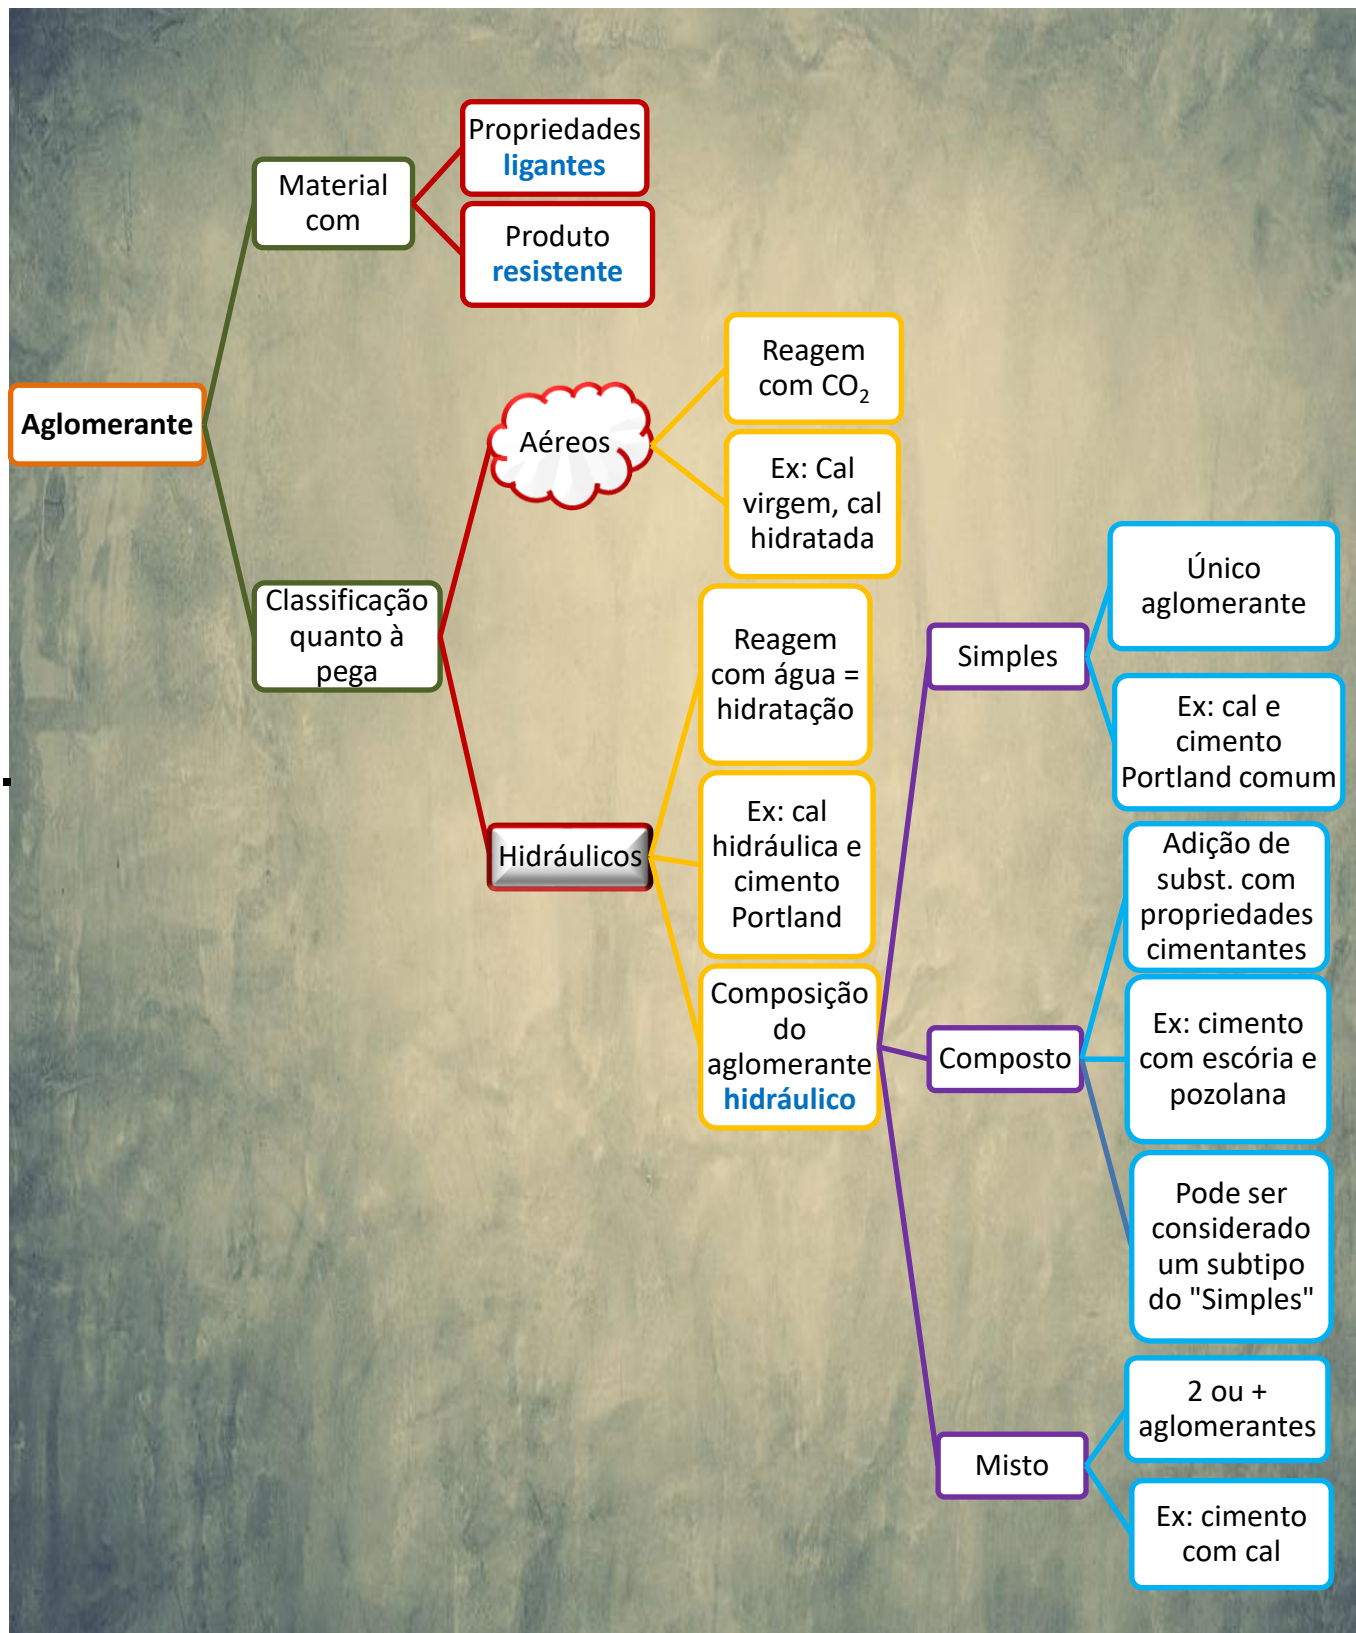 Aglomerante
Material
com
Propriedades
ligantes
Produto
resistente
Classificação
quanto à
pega
Aéreos
Reagem
com CO₂
Ex: Cal
virgem, cal
hidratada
Hidráulicos
Reagem
com água =
hidratação
Ex: cal
hidráulica e
cimento
Portland
Composição
do
aglomerante
hidráulico
Simples
Único
aglomerante
Ex: cal e
cimento
Portland comum
Composto
Adição de
subst. com
propriedades
cimentantes
Ex: cimento
com escória e
pozolana
Pode ser
considerado
um subtipo
do "Simples"
Misto
2 ou +
aglomerantes
Ex: cimento
com cal